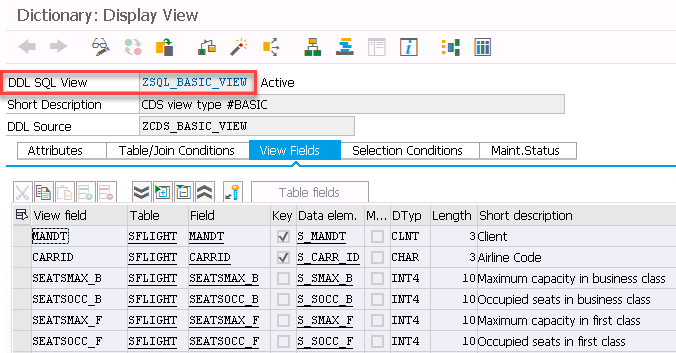 Dictionary: Display View
DDL SQL View ZSQL_BASIC_VIEW Active
Short Description CDS view type #BASIC
DDL Source ZCDS_BASIC_VIEW
Attributes Table/Join Conditions View Fields Selection Conditions Maint.Status
Table fields
View field Table Field Key Data elem. M... DTyp Length Short description
MANDT SFLIGHT MANDT S_MANDT CLNT 3 Client
CARRID SFLIGHT CARRID S_CARR_ID CHAR 3 Airline Code
SEATSMAX_B SFLIGHT SEATSMAX_B S_SMAX_B INT4 10 Maximum capacity in business class
SEATSOCC_B SFLIGHT SEATSOCC_B S_SOCC_B INT4 10 Occupied seats in business class
SEATSMAX_F SFLIGHT SEATSMAX_F S_SMAX_F INT4 10 Maximum capacity in first class
SEATSOCC_F SFLIGHT SEATSOCC_F S_SOCC_F INT4 10 Occupied seats in first class